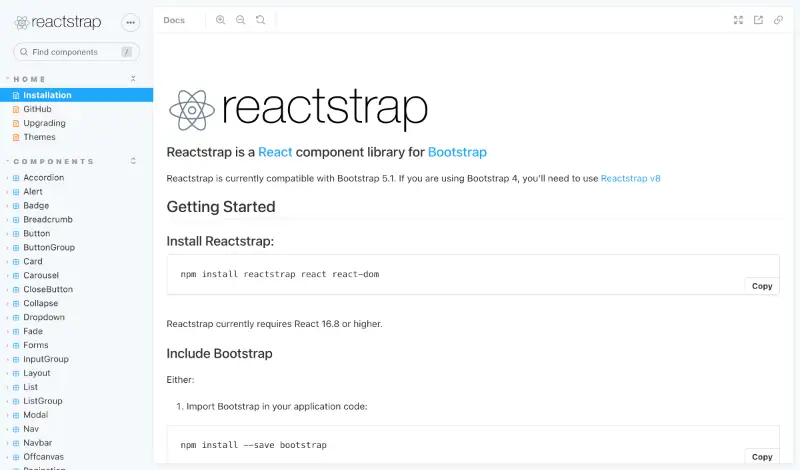 reactstrap
Find components
/
HOME
Installation
GitHub
Upgrading
Themes
COMPONENTS
Accordion
Alert
Badge
Breadcrumb
Button
ButtonGroup
Card
Carousel
CloseButton
Collapse
Dropdown
Fade
Forms
InputGroup
Layout
List
ListGroup
Modal
Nav
Navbar
Offcanvas
Pagination
Docs
reactstrap
Reactstrap is a React component library for Bootstrap
Reactstrap is currently compatible with Bootstrap 5.1. If you are using Bootstrap 4, you'll need to use Reactstrap v8
Getting Started
Install Reactstrap:
npm install reactstrap react react-dom
Copy
Reactstrap currently requires React 16.8 or higher.
Include Bootstrap
Either:
1. Import Bootstrap in your application code:
npm install --save bootstrap
Copy